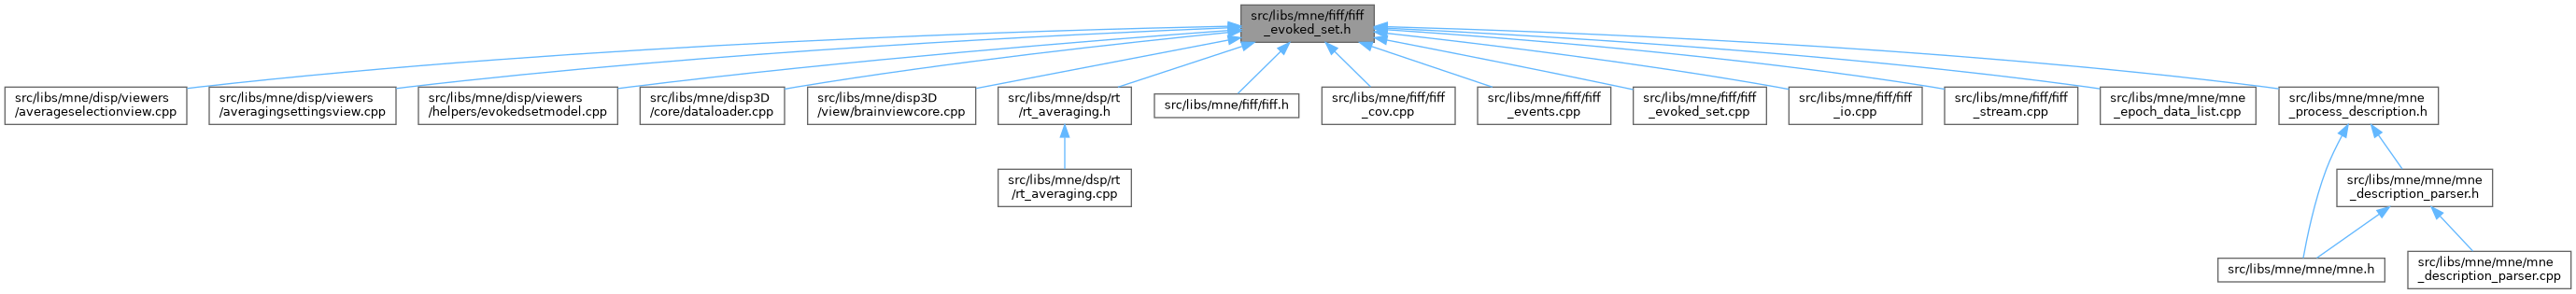 src/libs/mne/fiff/fiff
_evoked_set.h
src/libs/mne/disp/viewers
/averageselectionview.cpp
src/libs/mne/disp/viewers
/averagingsettingsview.cpp
src/libs/mne/disp/viewers
/helpers/evokedsetmodel.cpp
src/libs/mne/disp3D
/core/dataloader.cpp
src/libs/mne/disp3D
/view/brainviewcore.cpp
src/libs/mne/dsp/rt
/rt_averaging.h
src/libs/mne/fiff/fiff.h
src/libs/mne/fiff/fiff
_cov.cpp
src/libs/mne/fiff/fiff
_events.cpp
src/libs/mne/fiff/fiff
_evoked_set.cpp
src/libs/mne/fiff/fiff
_io.cpp
src/libs/mne/fiff/fiff
_stream.cpp
src/libs/mne/mne/mne
_epoch_data_list.cpp
src/libs/mne/mne/mne
_process_description.h
src/libs/mne/dsp/rt
/rt_averaging.cpp
src/libs/mne/mne/mne
_description_parser.h
src/libs/mne/mne/mne.h
src/libs/mne/mne/mne
_description_parser.cpp